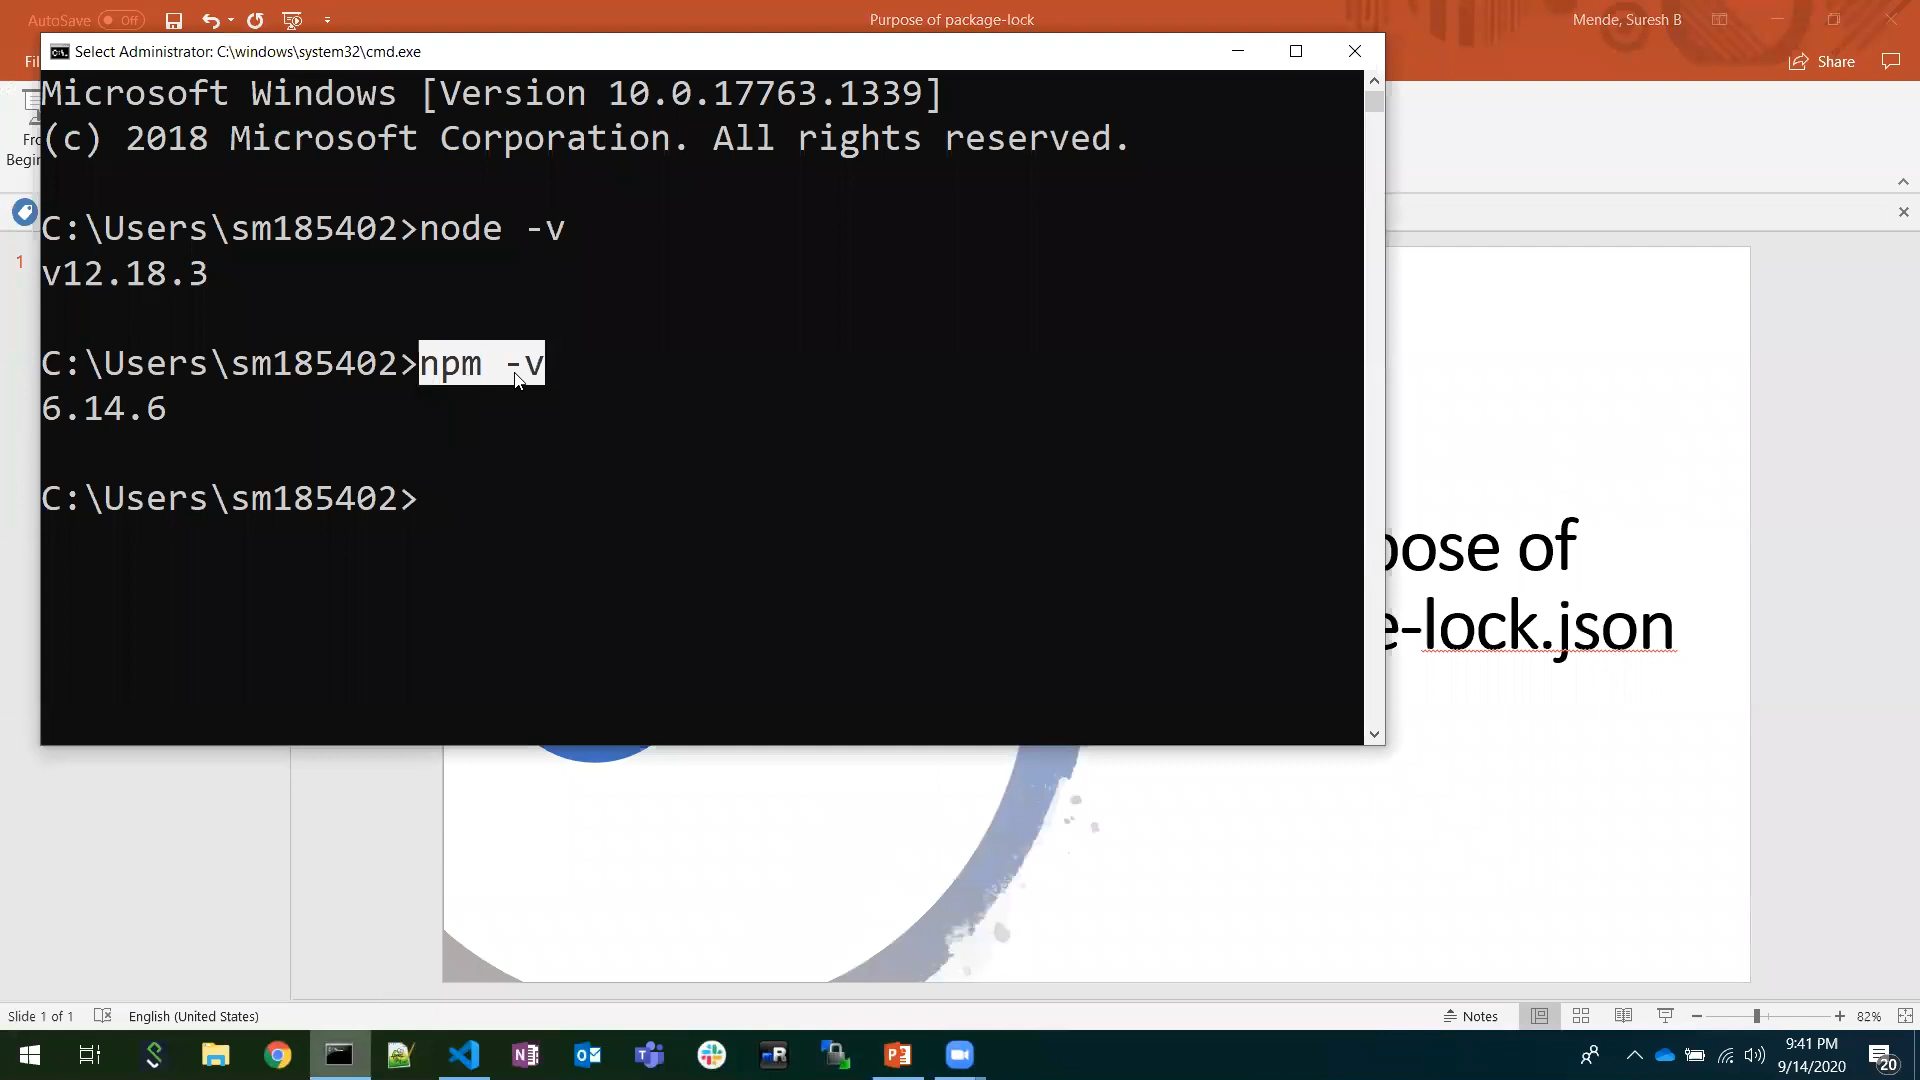 AutoSave Off
Purpose of package-lock
Mende, Suresh B
Select Administrator: C:\windows\system32\cmd.exe
Share
Microsoft Windows [Version 10.0.17763.1339]
(c) 2018 Microsoft Corporation. All rights reserved.
C:\Users\sm185402>node -v
v12.18.3
C:\Users\sm185402>npm -v
6.14.6
C:\Users\sm185402>
1
pose of
e-lock.json
Slide 1 of 1
English (United States)
Notes
82%
9:41 PM
9/14/2020
20